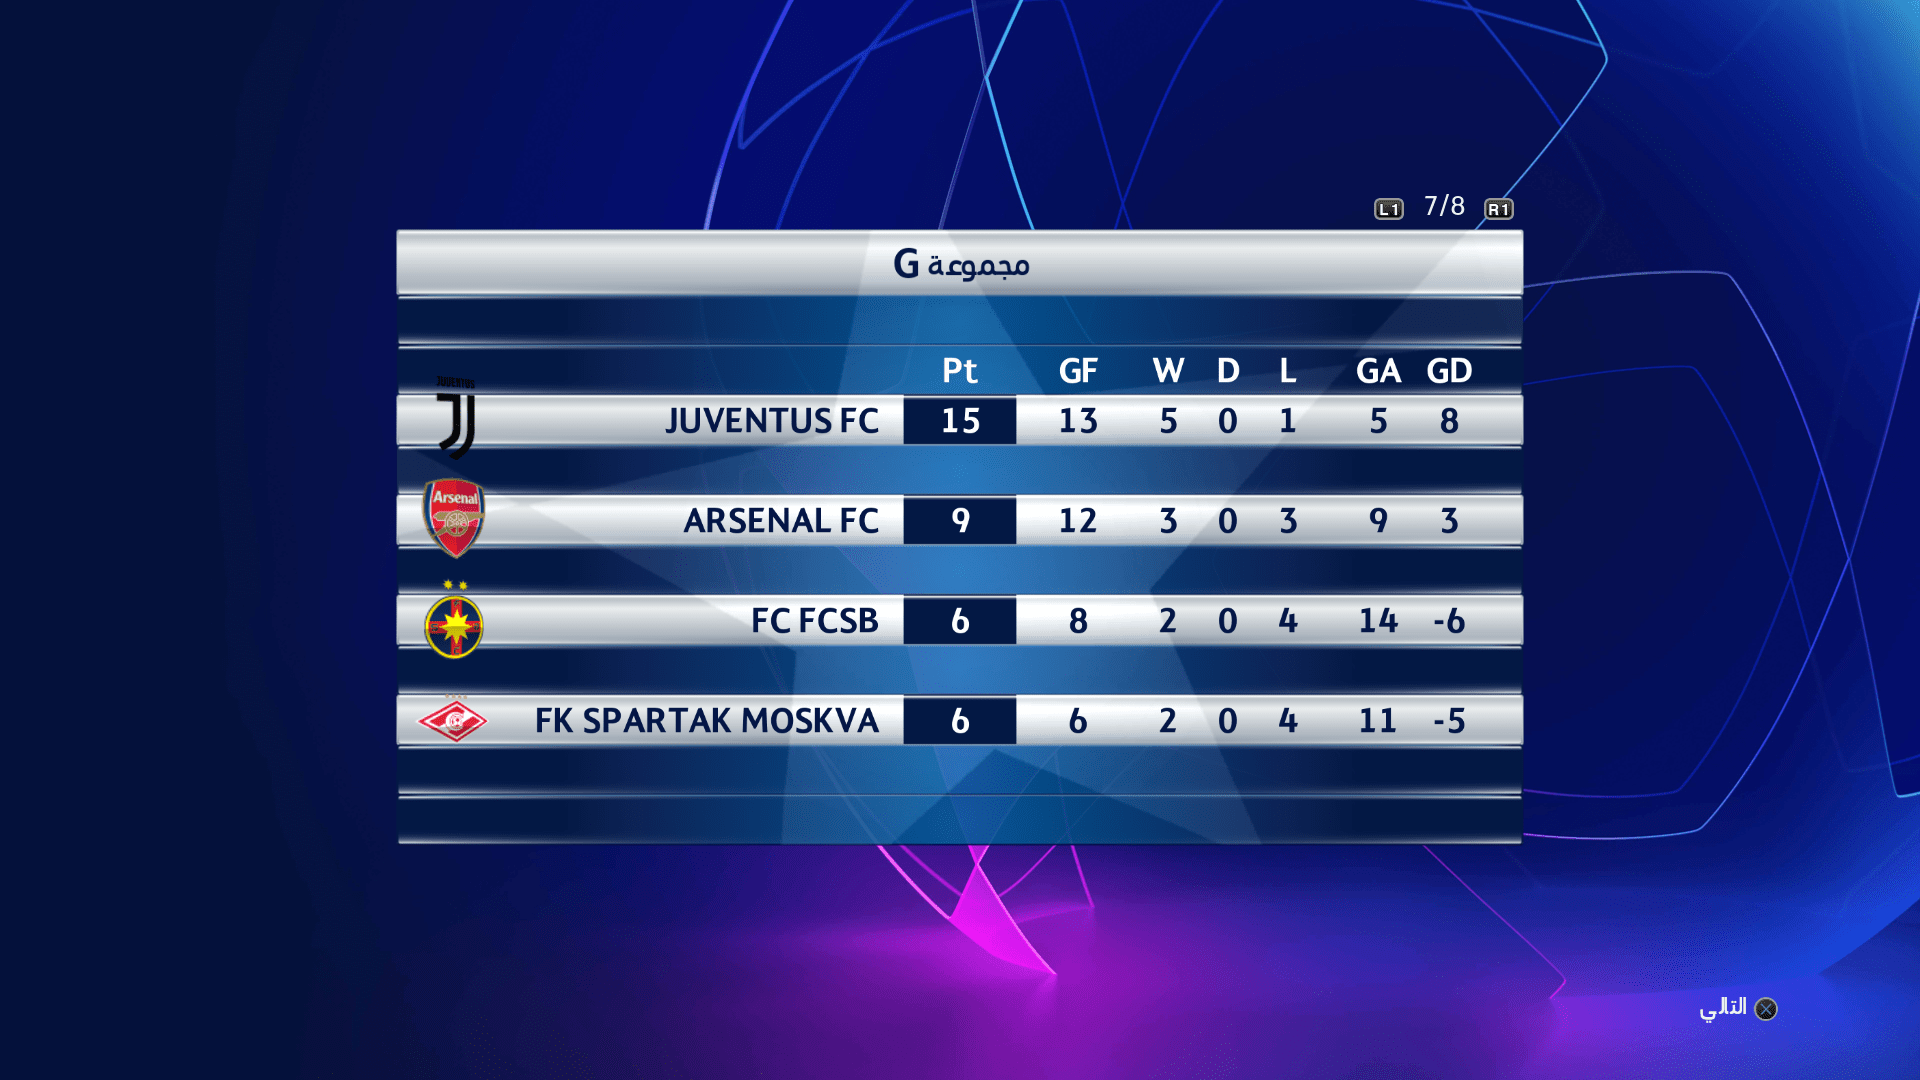 L1 7/8 R1
مجموعة G
Pt GF W D L GA GD
JUVENTUS
JUVENTUS FC 15 13 5 0 1 5 8
Arsenal
ARSENAL FC 9 12 3 0 3 9 3
FC FCSB 6 8 2 0 4 14 -6
FK SPARTAK MOSKVA 6 6 2 0 4 11 -5
التالي